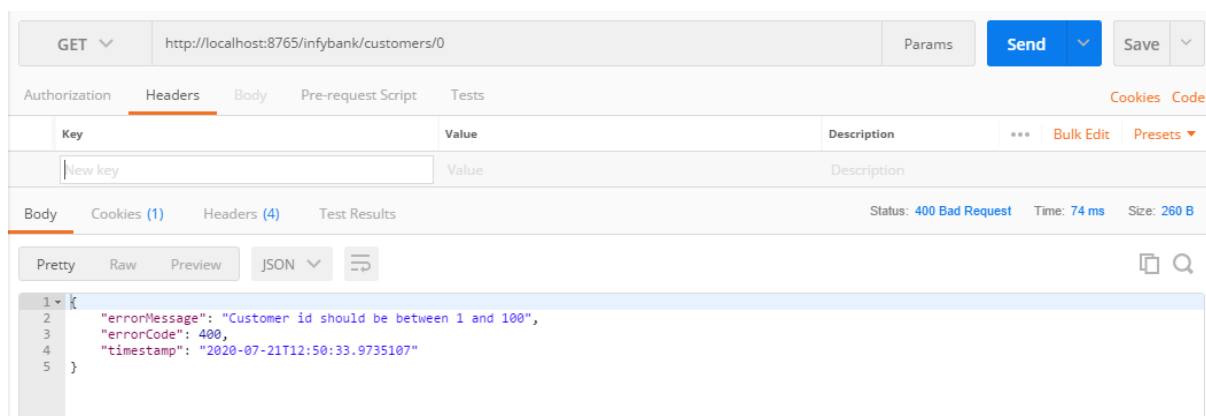 GET http://localhost:8765/infybank/customers/0 Params Send Save
Authorization Headers Body Pre-request Script Tests Cookies Code
Key Value Description ••• Bulk Edit Presets
New key Value Description
Body Cookies (1) Headers (4) Test Results Status: 400 Bad Request Time: 74 ms Size: 260 B
Pretty Raw Preview JSON
1 {
2 "errorMessage": "Customer id should be between 1 and 100",
3 "errorCode": 400,
4 "timestamp": "2020-07-21T12:50:33.9735107"
5 }